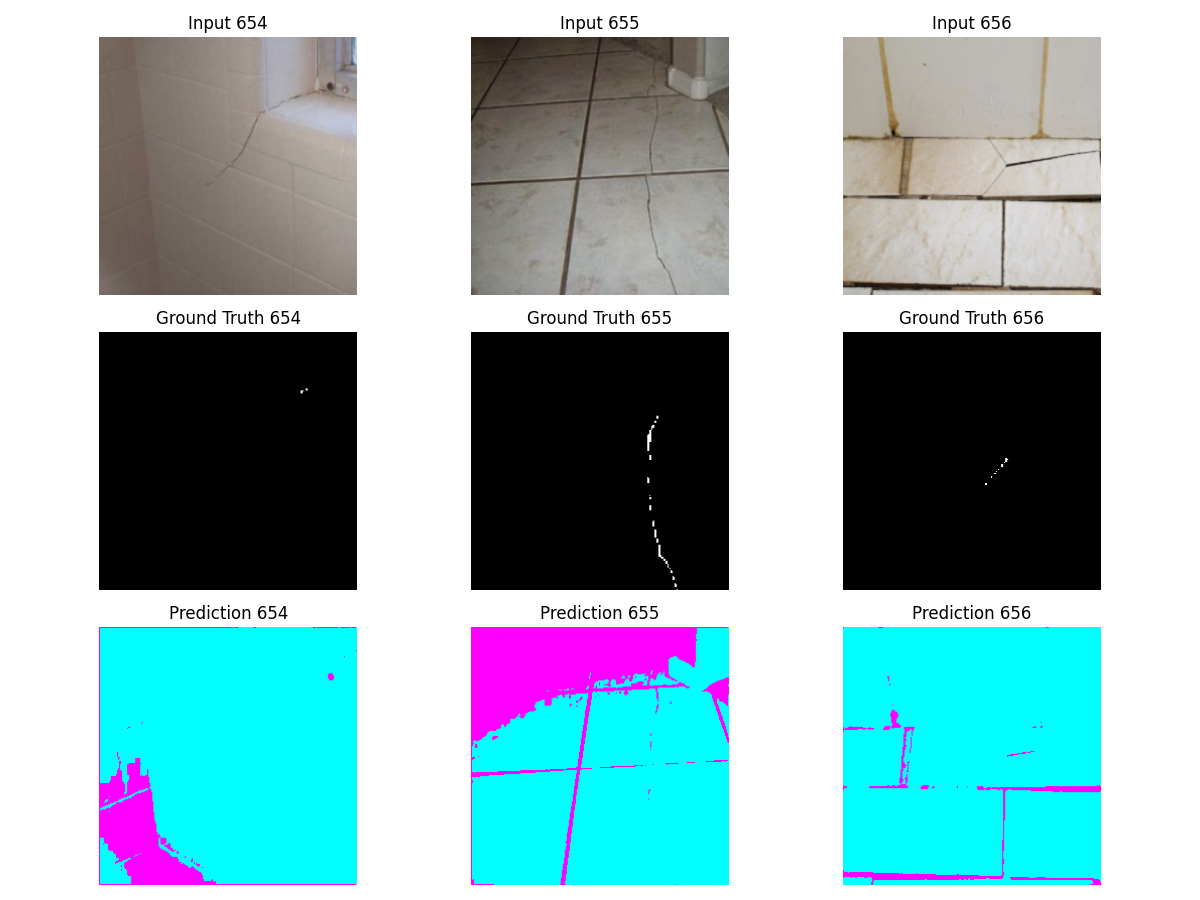 Input 654
Input 655
Input 656
Ground Truth 654
Ground Truth 655
Ground Truth 656
Prediction 654
Prediction 655
Prediction 656